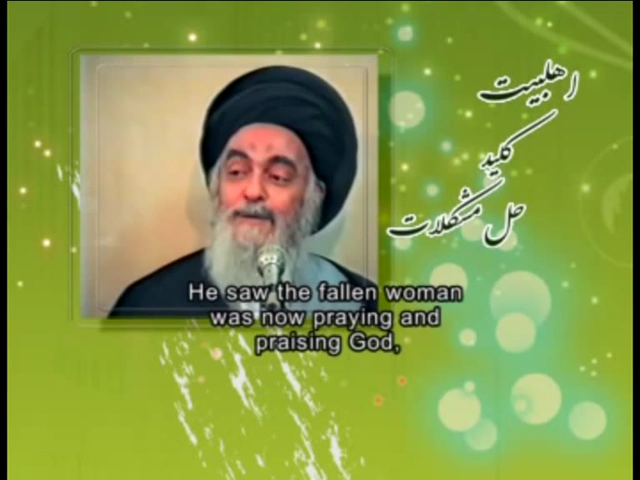 اهلبیت
کلید
حل مشکلات
He saw the fallen woman
was now praying and
praising God,